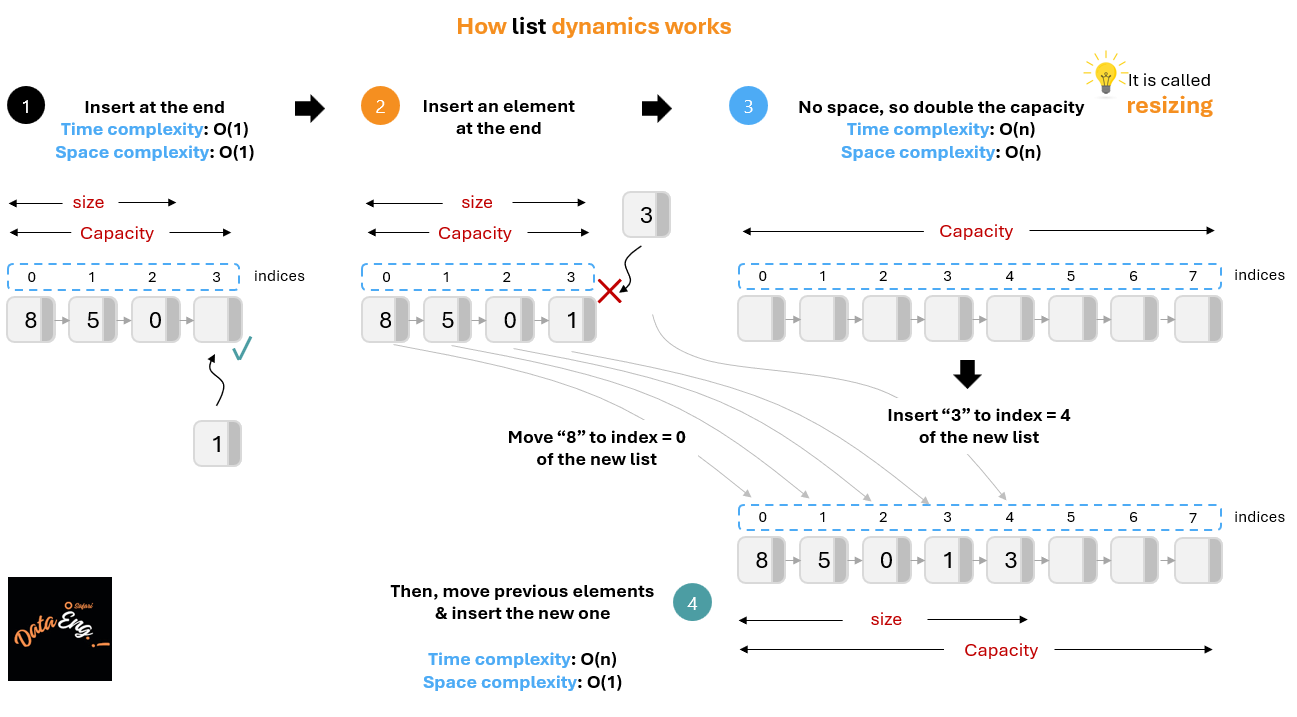 How list dynamics works
1
Insert at the end
Time complexity: O(1)
Space complexity: O(1)
2
Insert an element
at the end
3
No space, so double the capacity
Time complexity: O(n)
Space complexity: O(n)
It is called
resizing
size
Capacity
0 1 2 3 indices
8 5 0
1
size
Capacity
3
0 1 2 3
8 5 0 1
Capacity
0 1 2 3 4 5 6 7 indices
Move “8” to index = 0
of the new list
Insert “3” to index = 4
of the new list
0 1 2 3 4 5 6 7 indices
8 5 0 1 3
size
Capacity
Then, move previous elements
& insert the new one
4
Time complexity: O(n)
Space complexity: O(1)
Data Eng. Safari